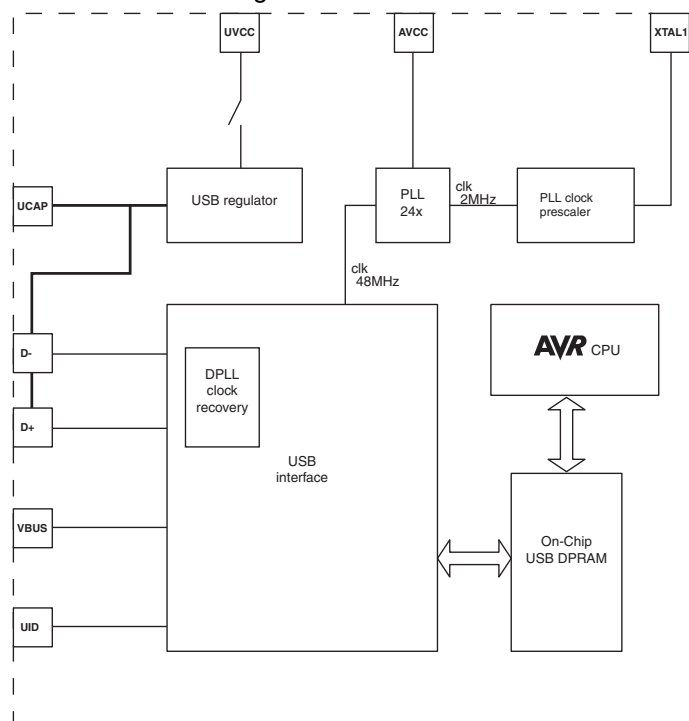 UVCC
AVCC
XTAL1
UCAP
USB regulator
PLL
24x
clk
2MHz
PLL clock
prescaler
clk
48MHz
D-
D+
DPLL
clock
recovery
USB
interface
AVR CPU
VBUS
On-Chip
USB DPRAM
UID